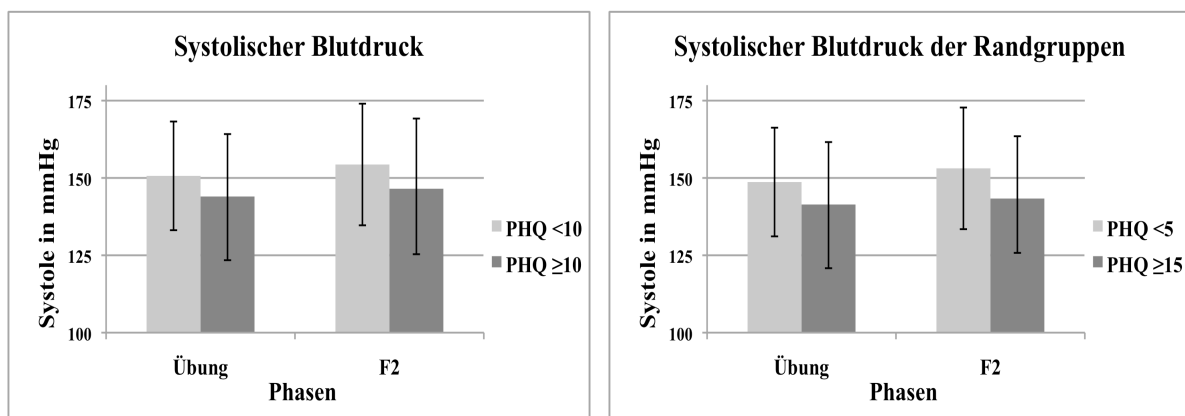 Systolischer Blutdruck
Systole in mmHg
175
150
125
100
Übung
F2
Phasen
PHQ <10
PHQ ≥10
Systolischer Blutdruck der Randgruppen
Systole in mmHg
175
150
125
100
Übung
F2
Phasen
PHQ <5
PHQ ≥15